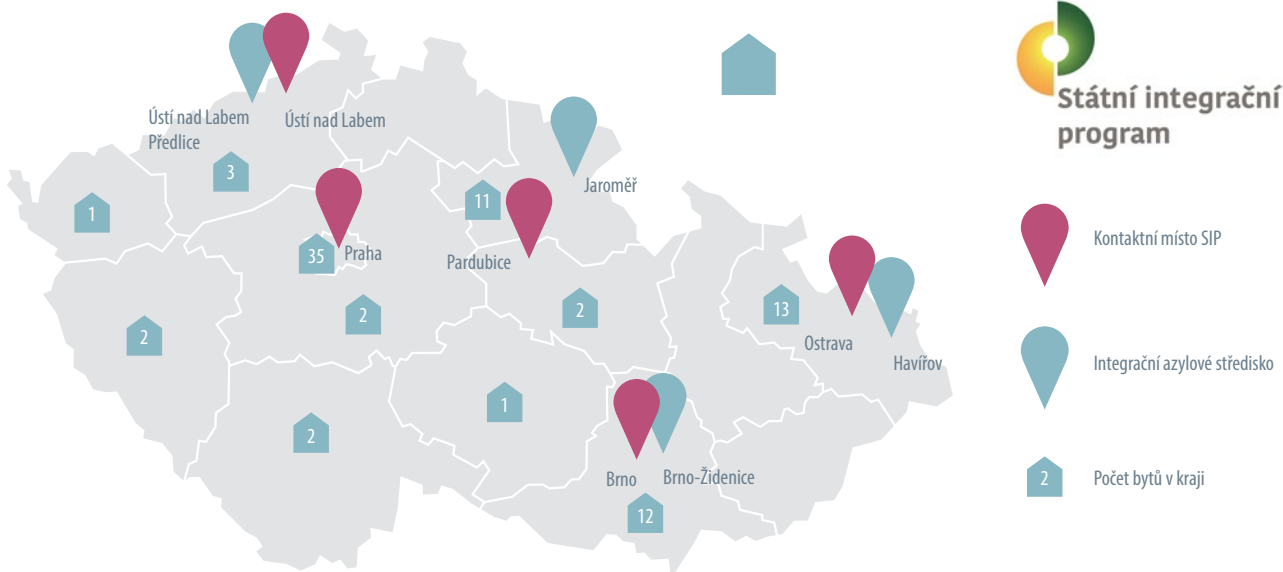 Státní integrační
program
Ústí nad Labem
Předlice
Ústí nad Labem
3
Jaroměř
1
11
35
Praha
Pardubice
Kontaktní místo SIP
2
2
2
13
Ostrava
Havířov
Integrační azylové středisko
1
2
Brno
Brno-Židenice
12
2
Počet bytů v kraji